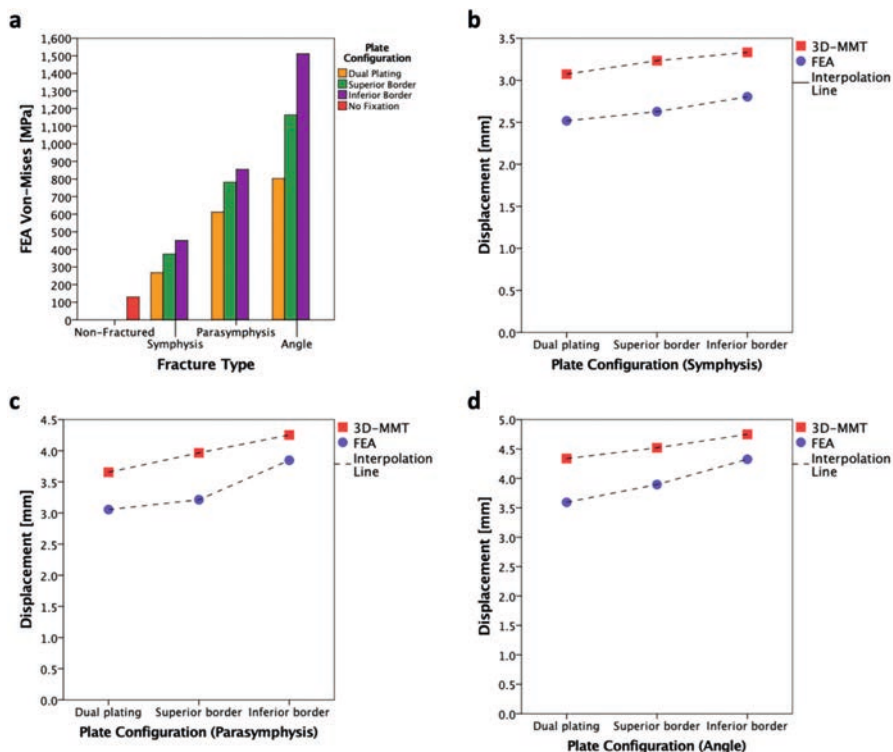 a
1,600
1,500
1,400
1,300
1,200
1,100
1,000
900
800
700
600
500
400
300
200
100
0
FEA Von-Mises [MPa]
Non-Fractured
Symphysis
Parasymphysis
Angle
Fracture Type
Plate
Configuration
Dual Plating
Superior Border
Inferior Border
No Fixation
b
3.5
3.0
2.5
2.0
1.5
1.0
0.5
0.0
Displacement [mm]
Dual plating Superior border Inferior border
Plate Configuration (Symphysis)
3D-MMT
FEA
Interpolation
Line
c
4.5
4.0
3.5
3.0
2.5
2.0
1.5
1.0
0.5
0.0
Displacement [mm]
Dual plating Superior border Inferior border
Plate Configuration (Parasymphysis)
3D-MMT
FEA
Interpolation
Line
d
5.0
4.5
4.0
3.5
3.0
2.5
2.0
1.5
1.0
0.5
0.0
Displacement [mm]
Dual plating Superior border Inferior border
Plate Configuration (Angle)
3D-MMT
FEA
Interpolation
Line